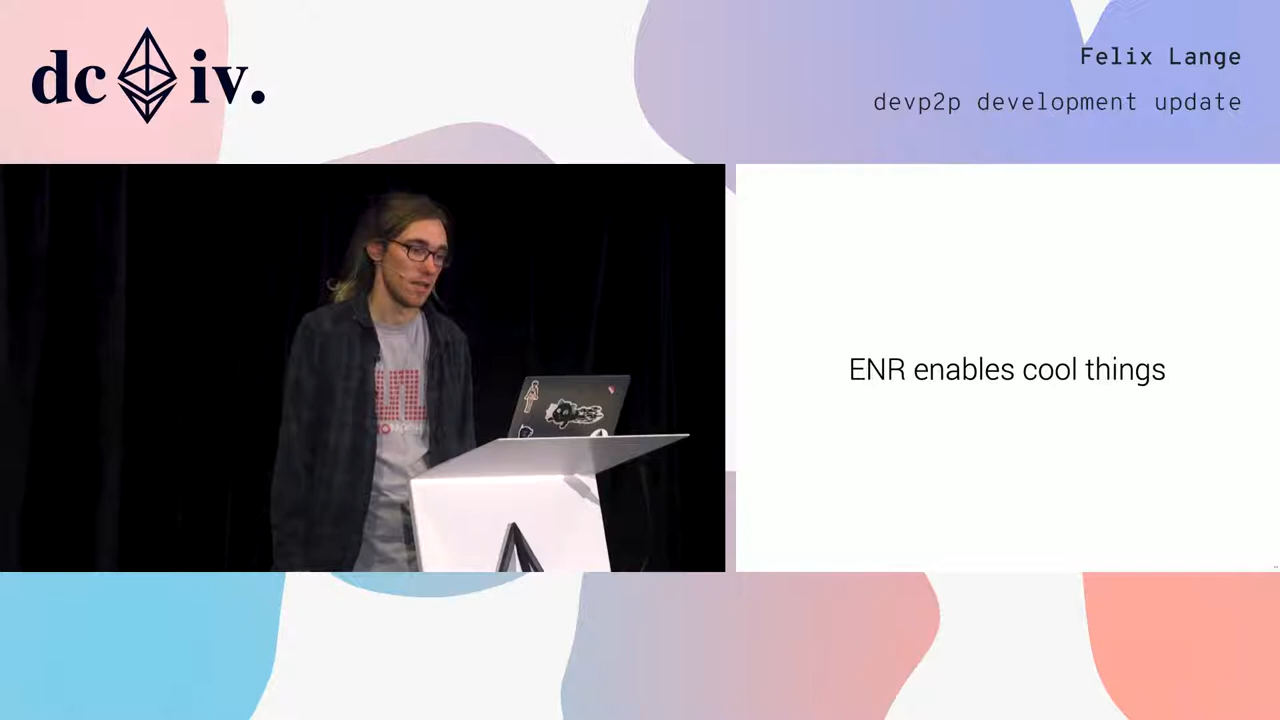 dc iv.
Felix Lange
devp2p development update
ENR enables cool things